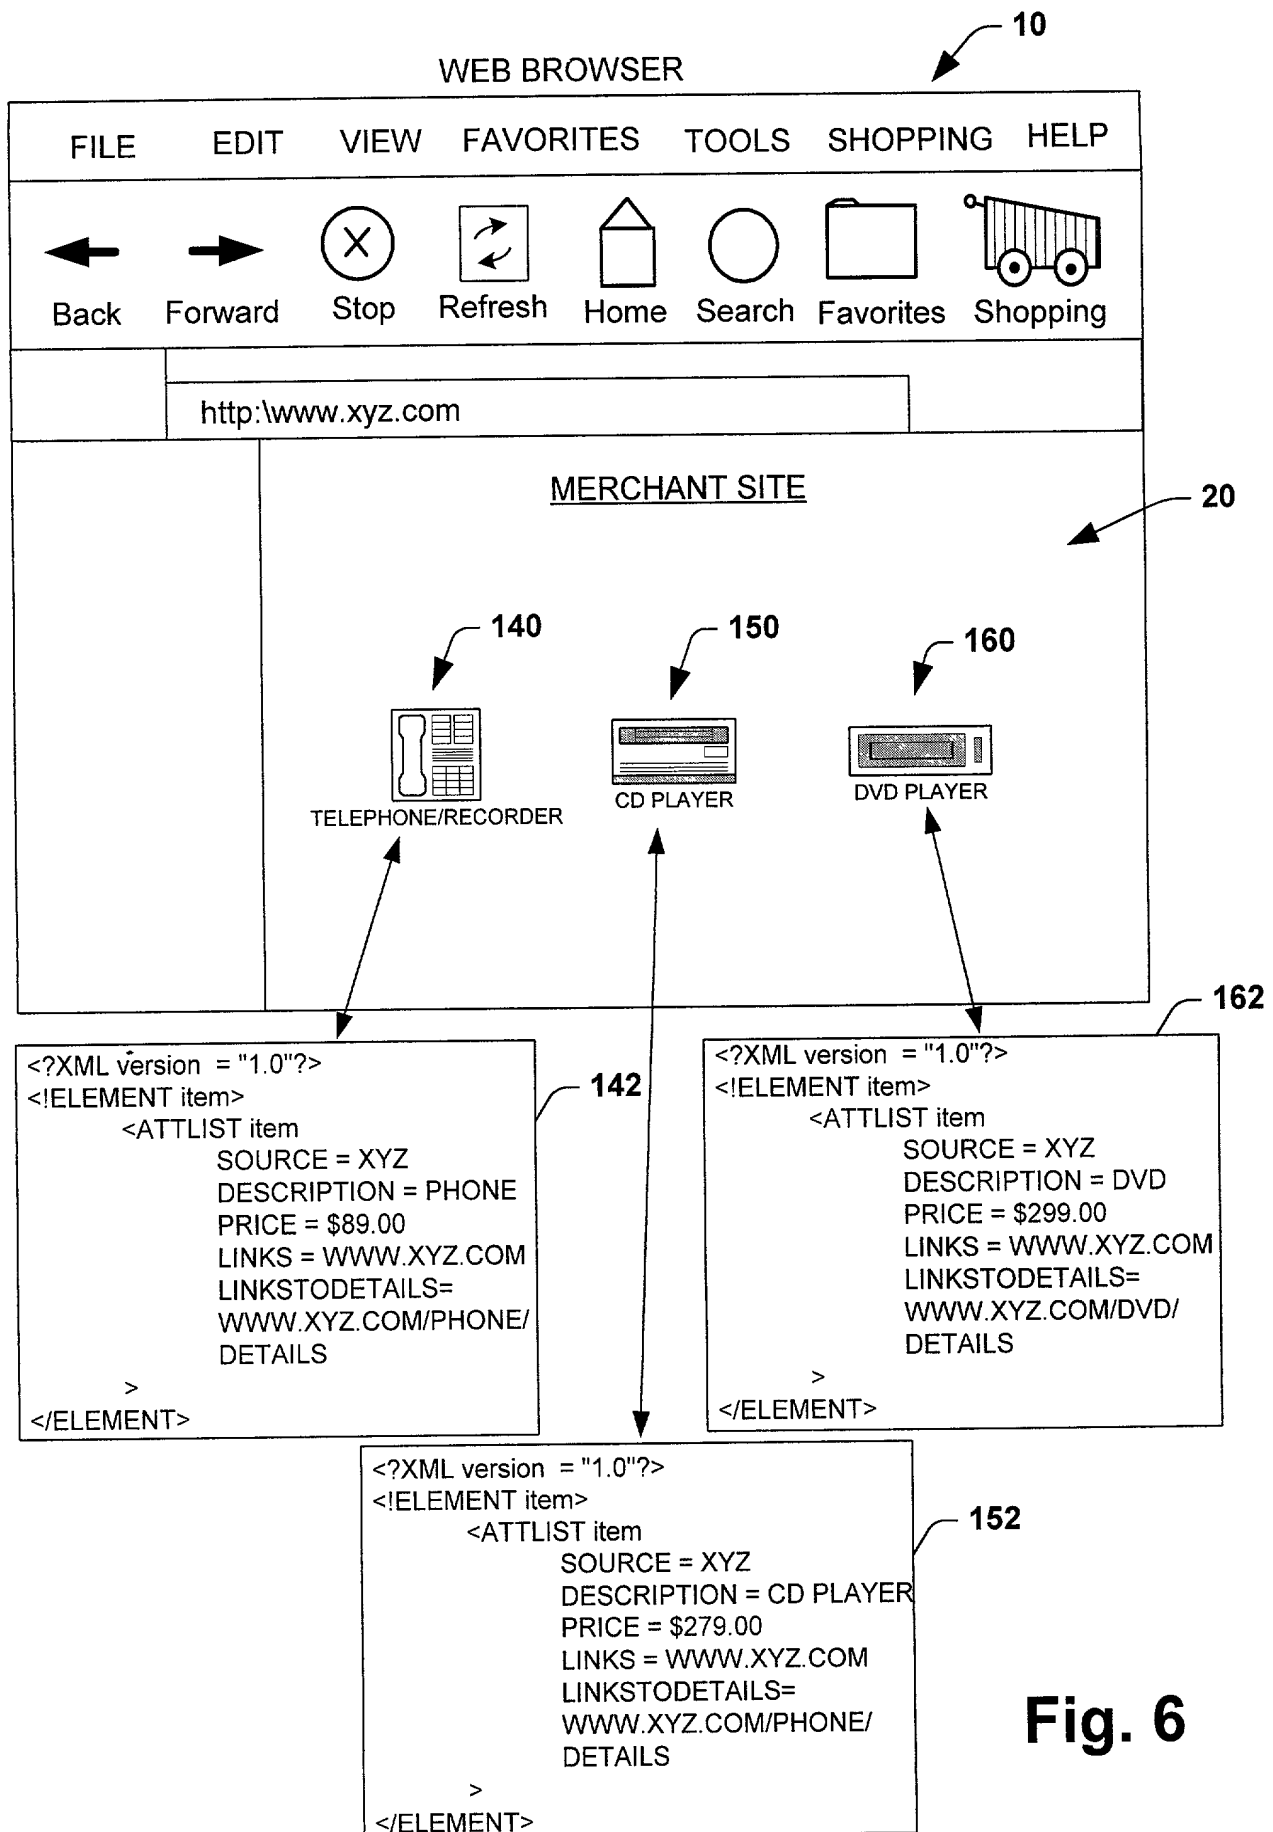 10
WEB BROWSER
FILE EDIT VIEW FAVORITES TOOLS SHOPPING HELP
Back Forward Stop Refresh Home Search Favorites Shopping
http:\www.xyz.com
MERCHANT SITE
20
140 150 160
TELEPHONE/RECORDER CD PLAYER DVD PLAYER
162
<?XML version = "1.0"?>
<!ELEMENT item>
<ATTLIST item
SOURCE = XYZ
DESCRIPTION = PHONE
PRICE = $89.00
LINKS = WWW.XYZ.COM
LINKSTODETAILS=
WWW.XYZ.COM/PHONE/
DETAILS
>
</ELEMENT>
142
<?XML version = "1.0"?>
<!ELEMENT item>
<ATTLIST item
SOURCE = XYZ
DESCRIPTION = DVD
PRICE = $299.00
LINKS = WWW.XYZ.COM
LINKSTODETAILS=
WWW.XYZ.COM/DVD/
DETAILS
>
</ELEMENT>
<?XML version = "1.0"?>
<!ELEMENT item>
<ATTLIST item
SOURCE = XYZ
DESCRIPTION = CD PLAYER
PRICE = $279.00
LINKS = WWW.XYZ.COM
LINKSTODETAILS=
WWW.XYZ.COM/PHONE/
DETAILS
>
</ELEMENT>
152
Fig. 6